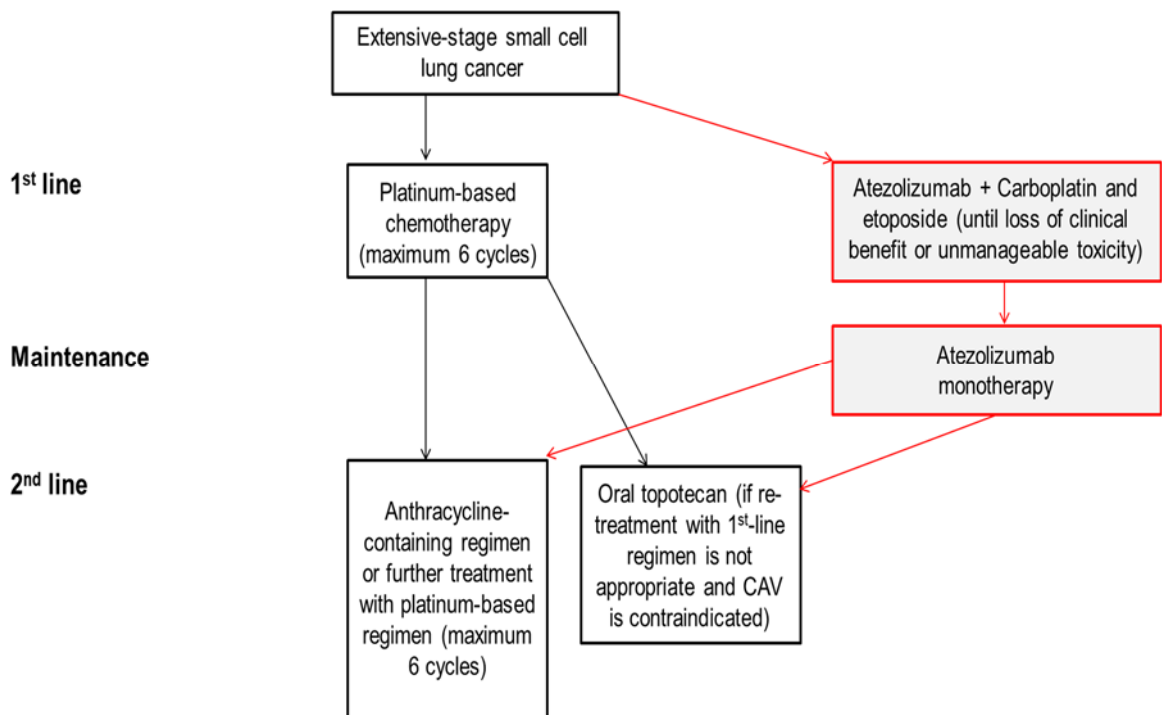 Extensive-stage small cell
lung cancer
1st line
Platinum-based
chemotherapy
(maximum 6 cycles)
Atezolizumab + Carboplatin and
etoposide (until loss of clinical
benefit or unmanageable toxicity)
Maintenance
Atezolizumab
monotherapy
2nd line
Anthracycline-
containing regimen
or further treatment
with platinum-based
regimen (maximum
6 cycles)
Oral topotecan (if re-
treatment with 1st-line
regimen is not
appropriate and CAV
is contraindicated)